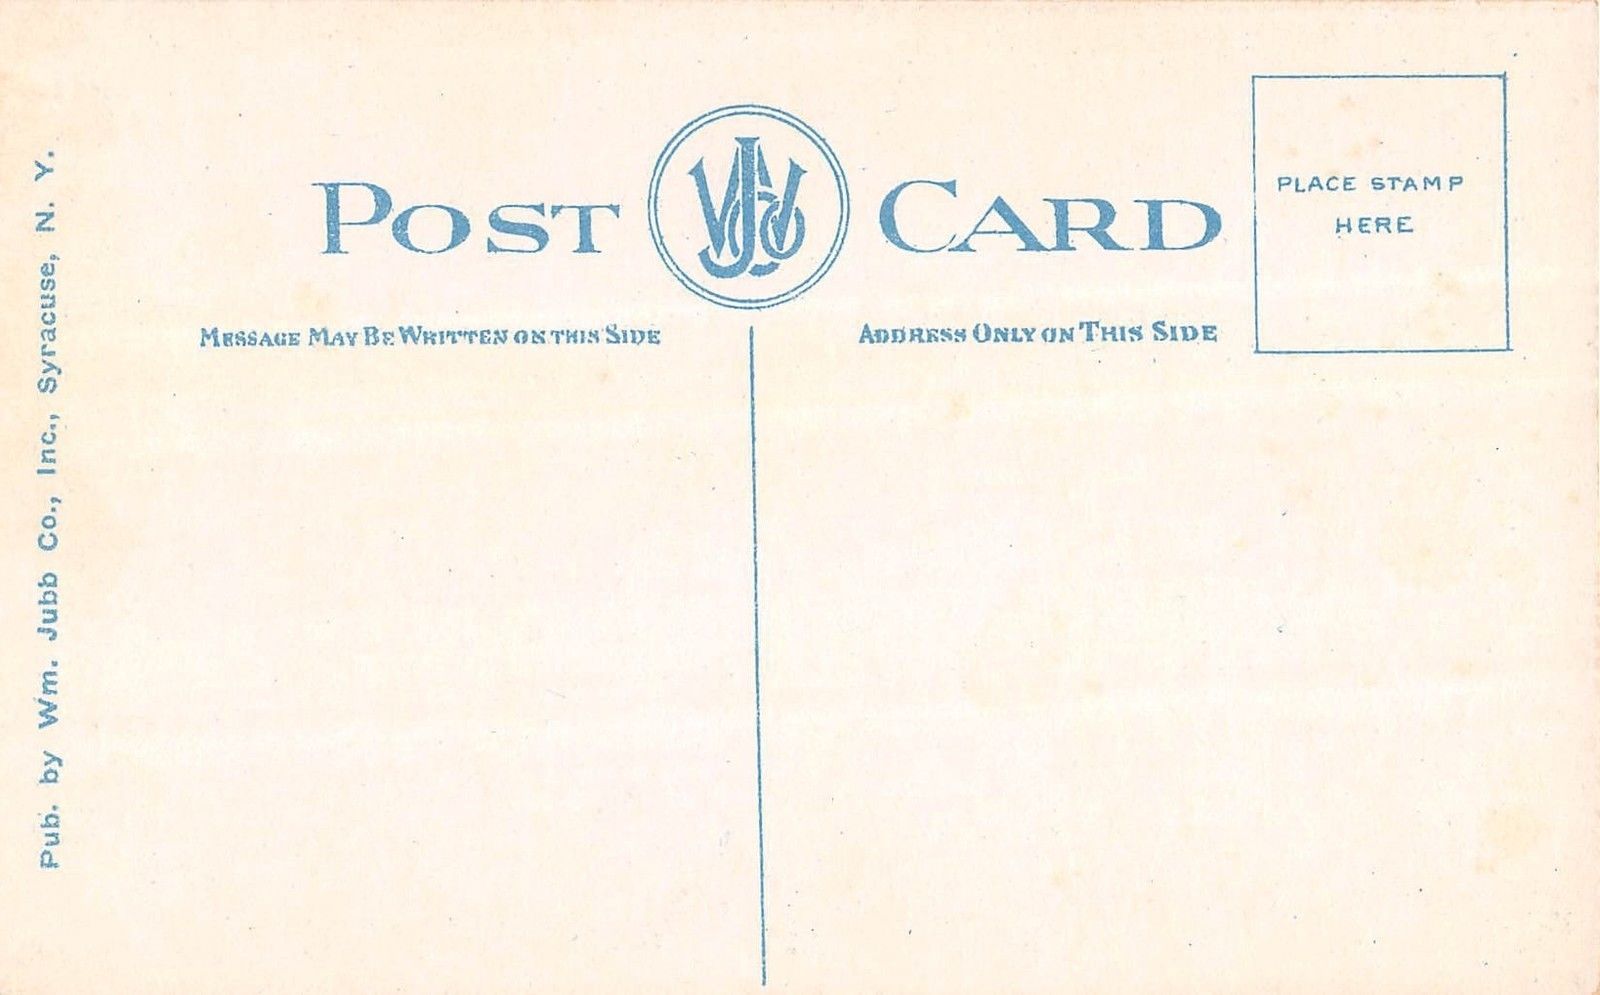 POST CARD
PLACE STAMP
HERE
MESSAGE MAY BE WRITTEN ON THIS SIDE
ADDRESS ONLY ON THIS SIDE
Pub. by Wm. Jubb Co., Inc., Syracuse, N. Y.